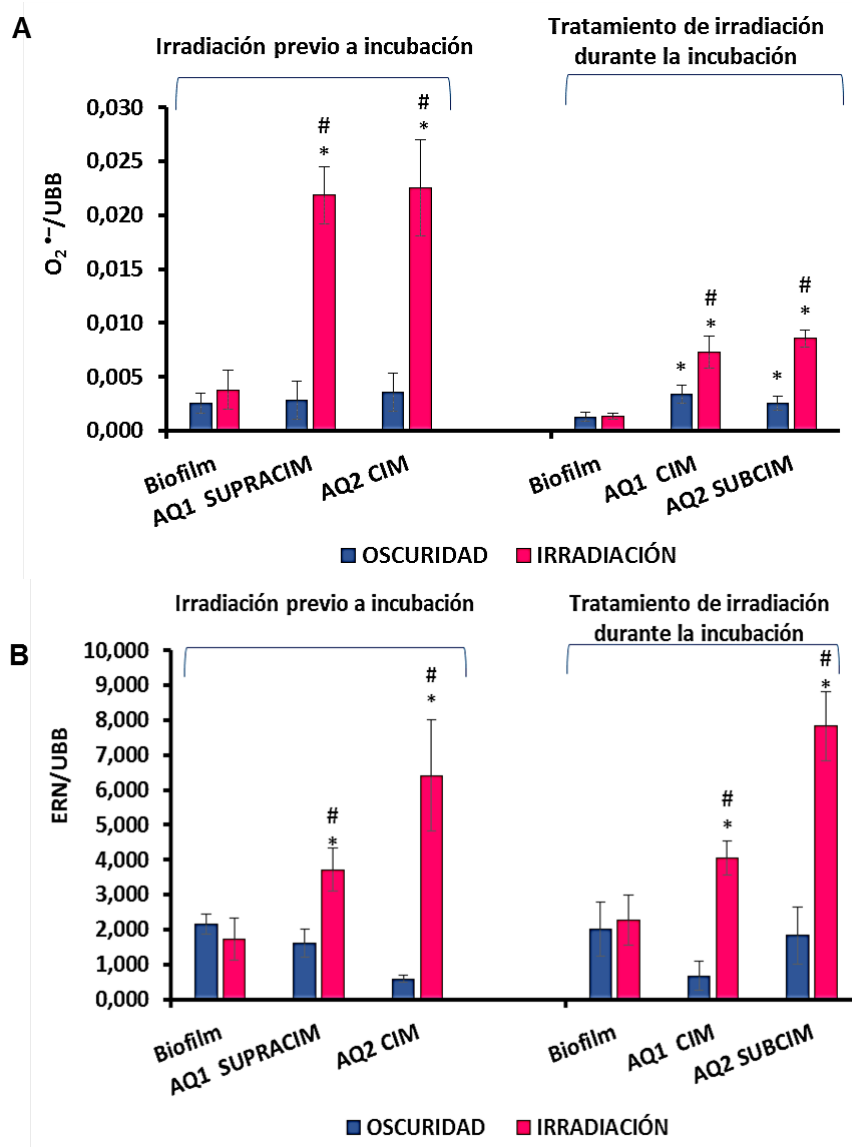 A
Irradiación previo a incubación
Tratamiento de irradiación
durante la incubación
# # # #
* * * * * *
O₂ •−/UBB
0,030
0,025
0,020
0,015
0,010
0,005
0,000
Biofilm
AQ1 SUPRACIM
AQ2 CIM
Biofilm
AQ1 CIM
AQ2 SUBCIM
OSCURIDAD IRRADIACIÓN
B
Irradiación previo a incubación
Tratamiento de irradiación
durante la incubación
# # # #
* * * *
ERN/UBB
10,000
9,000
8,000
7,000
6,000
5,000
4,000
3,000
2,000
1,000
0,000
Biofilm
AQ1 SUPRACIM
AQ2 CIM
Biofilm
AQ1 CIM
AQ2 SUBCIM
OSCURIDAD IRRADIACIÓN